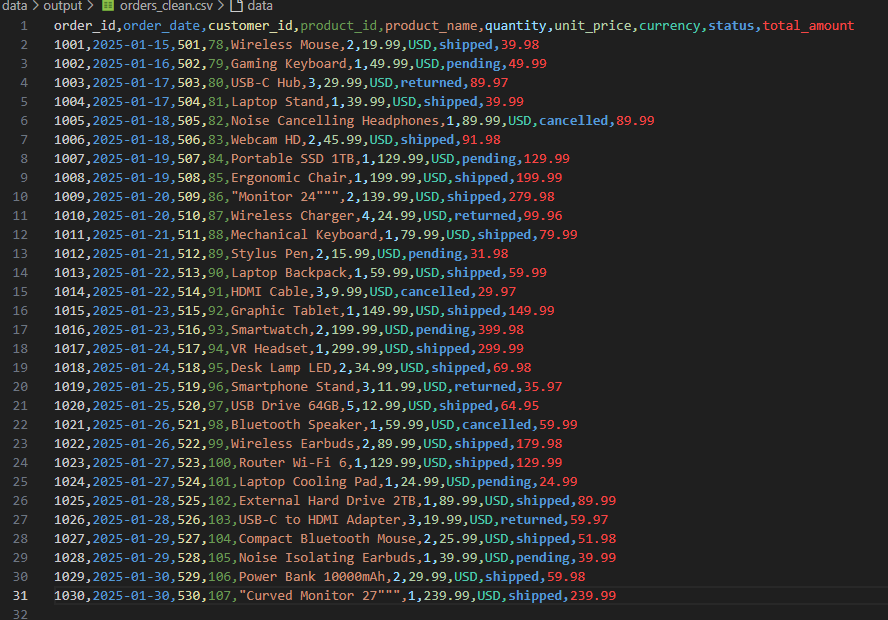 data > output > orders_clean.csv > data
1 order_id,order_date,customer_id,product_id,product_name,quantity,unit_price,currency,status,total_amount
2 1001,2025-01-15,501,78,Wireless Mouse,2,19.99,USD,shipped,39.98
3 1002,2025-01-16,502,79,Gaming Keyboard,1,49.99,USD,pending,49.99
4 1003,2025-01-17,503,80,USB-C Hub,3,29.99,USD,returned,89.97
5 1004,2025-01-17,504,81,Laptop Stand,1,39.99,USD,shipped,39.99
6 1005,2025-01-18,505,82,Noise Cancelling Headphones,1,89.99,USD,cancelled,89.99
7 1006,2025-01-18,506,83,Webcam HD,2,45.99,USD,shipped,91.98
8 1007,2025-01-19,507,84,Portable SSD 1TB,1,129.99,USD,pending,129.99
9 1008,2025-01-19,508,85,Ergonomic Chair,1,199.99,USD,shipped,199.99
10 1009,2025-01-20,509,86,"Monitor 24""",2,139.99,USD,shipped,279.98
11 1010,2025-01-20,510,87,Wireless Charger,4,24.99,USD,returned,99.96
12 1011,2025-01-21,511,88,Mechanical Keyboard,1,79.99,USD,shipped,79.99
13 1012,2025-01-21,512,89,Stylus Pen,2,15.99,USD,pending,31.98
14 1013,2025-01-22,513,90,Laptop Backpack,1,59.99,USD,shipped,59.99
15 1014,2025-01-22,514,91,HDMI Cable,3,9.99,USD,cancelled,29.97
16 1015,2025-01-23,515,92,Graphic Tablet,1,149.99,USD,shipped,149.99
17 1016,2025-01-23,516,93,Smartwatch,2,199.99,USD,pending,399.98
18 1017,2025-01-24,517,94,VR Headset,1,299.99,USD,shipped,299.99
19 1018,2025-01-24,518,95,Desk Lamp LED,2,34.99,USD,shipped,69.98
20 1019,2025-01-25,519,96,Smartphone Stand,3,11.99,USD,returned,35.97
21 1020,2025-01-25,520,97,USB Drive 64GB,5,12.99,USD,shipped,64.95
22 1021,2025-01-26,521,98,Bluetooth Speaker,1,59.99,USD,cancelled,59.99
23 1022,2025-01-26,522,99,Wireless Earbuds,2,89.99,USD,shipped,179.98
24 1023,2025-01-27,523,100,Router Wi-Fi 6,1,129.99,USD,shipped,129.99
25 1024,2025-01-27,524,101,Laptop Cooling Pad,1,24.99,USD,pending,24.99
26 1025,2025-01-28,525,102,External Hard Drive 2TB,1,89.99,USD,shipped,89.99
27 1026,2025-01-28,526,103,USB-C to HDMI Adapter,3,19.99,USD,returned,59.97
28 1027,2025-01-29,527,104,Compact Bluetooth Mouse,2,25.99,USD,shipped,51.98
29 1028,2025-01-29,528,105,Noise Isolating Earbuds,1,39.99,USD,pending,39.99
30 1029,2025-01-30,529,106,Power Bank 10000mAh,2,29.99,USD,shipped,59.98
31 1030,2025-01-30,530,107,"Curved Monitor 27""",1,239.99,USD,shipped,239.99
32